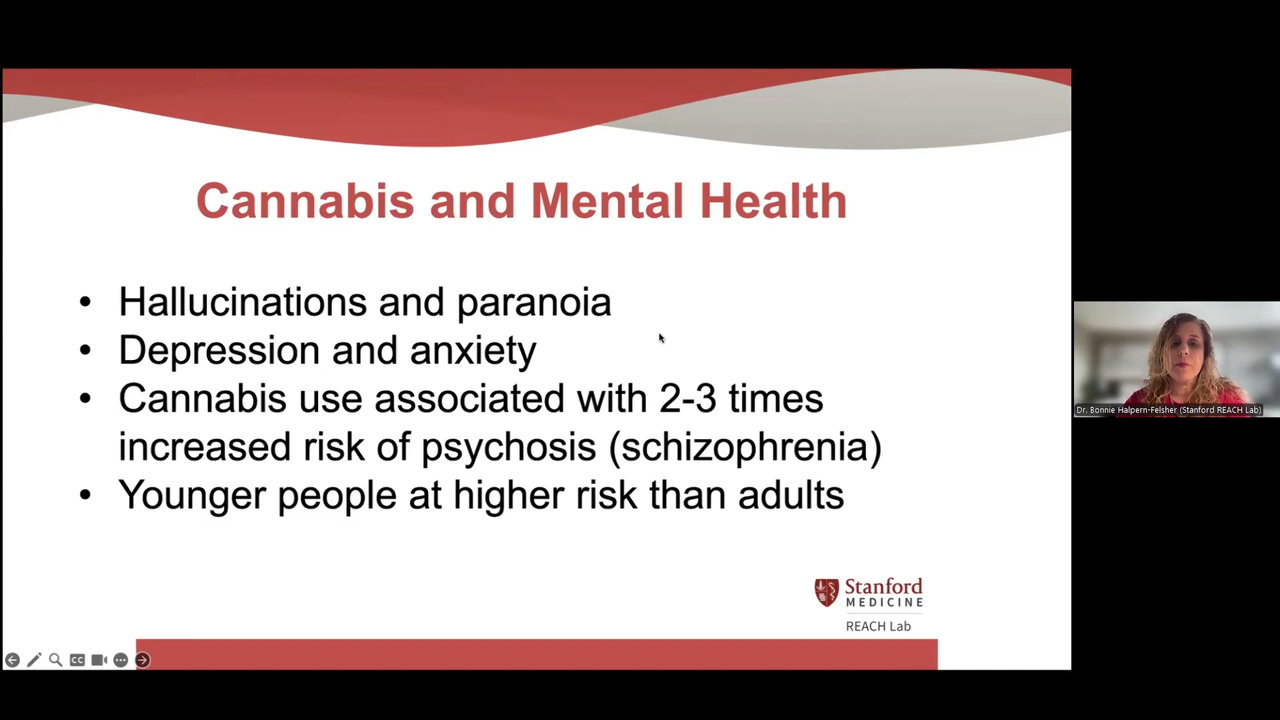 Cannabis and Mental Health
• Hallucinations and paranoia
• Depression and anxiety
• Cannabis use associated with 2-3 times
increased risk of psychosis (schizophrenia)
• Younger people at higher risk than adults
Stanford
MEDICINE
REACH Lab
CC
Dr. Bonnie Halpern-Felsher (Stanford REACH Lab)